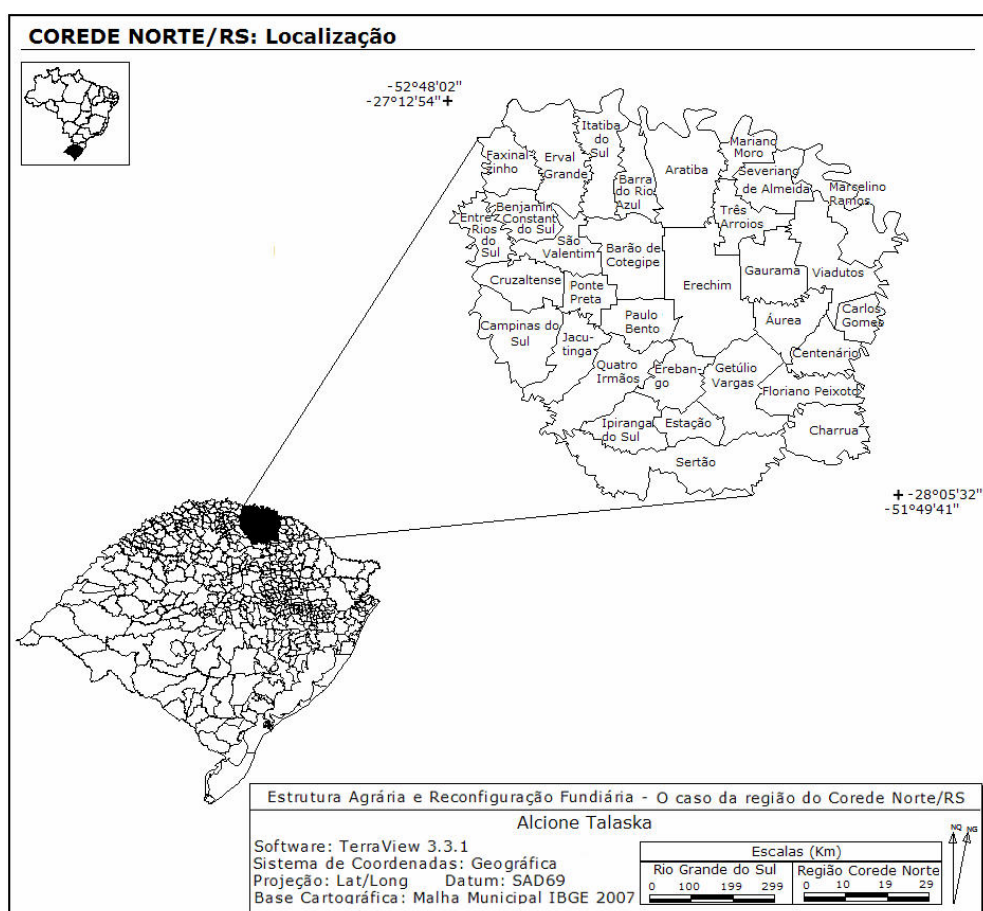 COREDE NORTE/RS: Localização
-52°48'02"
-27°12'54"+
Itatiba
do
Sul
Mariano
Moro
Faxinal-
zinho
Erval
Grande
Aratiba
Severiano
de Almeida
Barra
do Rio
Azul
Marcelino
Ramos
Benjamin
Constant
do Sul
Entre
Rios
do
Sul
Três
Arroios
São
Valentim
Barão de
Cotegipe
Gaurama
Viadutos
Cruzaltense
Ponte
Preta
Erechim
Carlos
Gomes
Campinas do
Sul
Paulo
Bento
Áurea
Jacu-
tinga
Centenário
Quatro
Irmãos
Ereban-
go
Getúlio
Vargas
Floriano Peixoto
Ipiranga
do Sul
Estação
Charrua
Sertão
+ -28°05'32"
-51°49'41"
Estrutura Agrária e Reconfiguração Fundiária - O caso da região do Corede Norte/RS
Alcione Talaska
Software: TerraView 3.3.1
Sistema de Coordenadas: Geográfica
Projeção: Lat/Long Datum: SAD69
Base Cartográfica: Malha Municipal IBGE 2007
Escalas (Km)
Rio Grande do Sul
0 100 199 299
Região Corede Norte
0 10 19 29
NQ NG